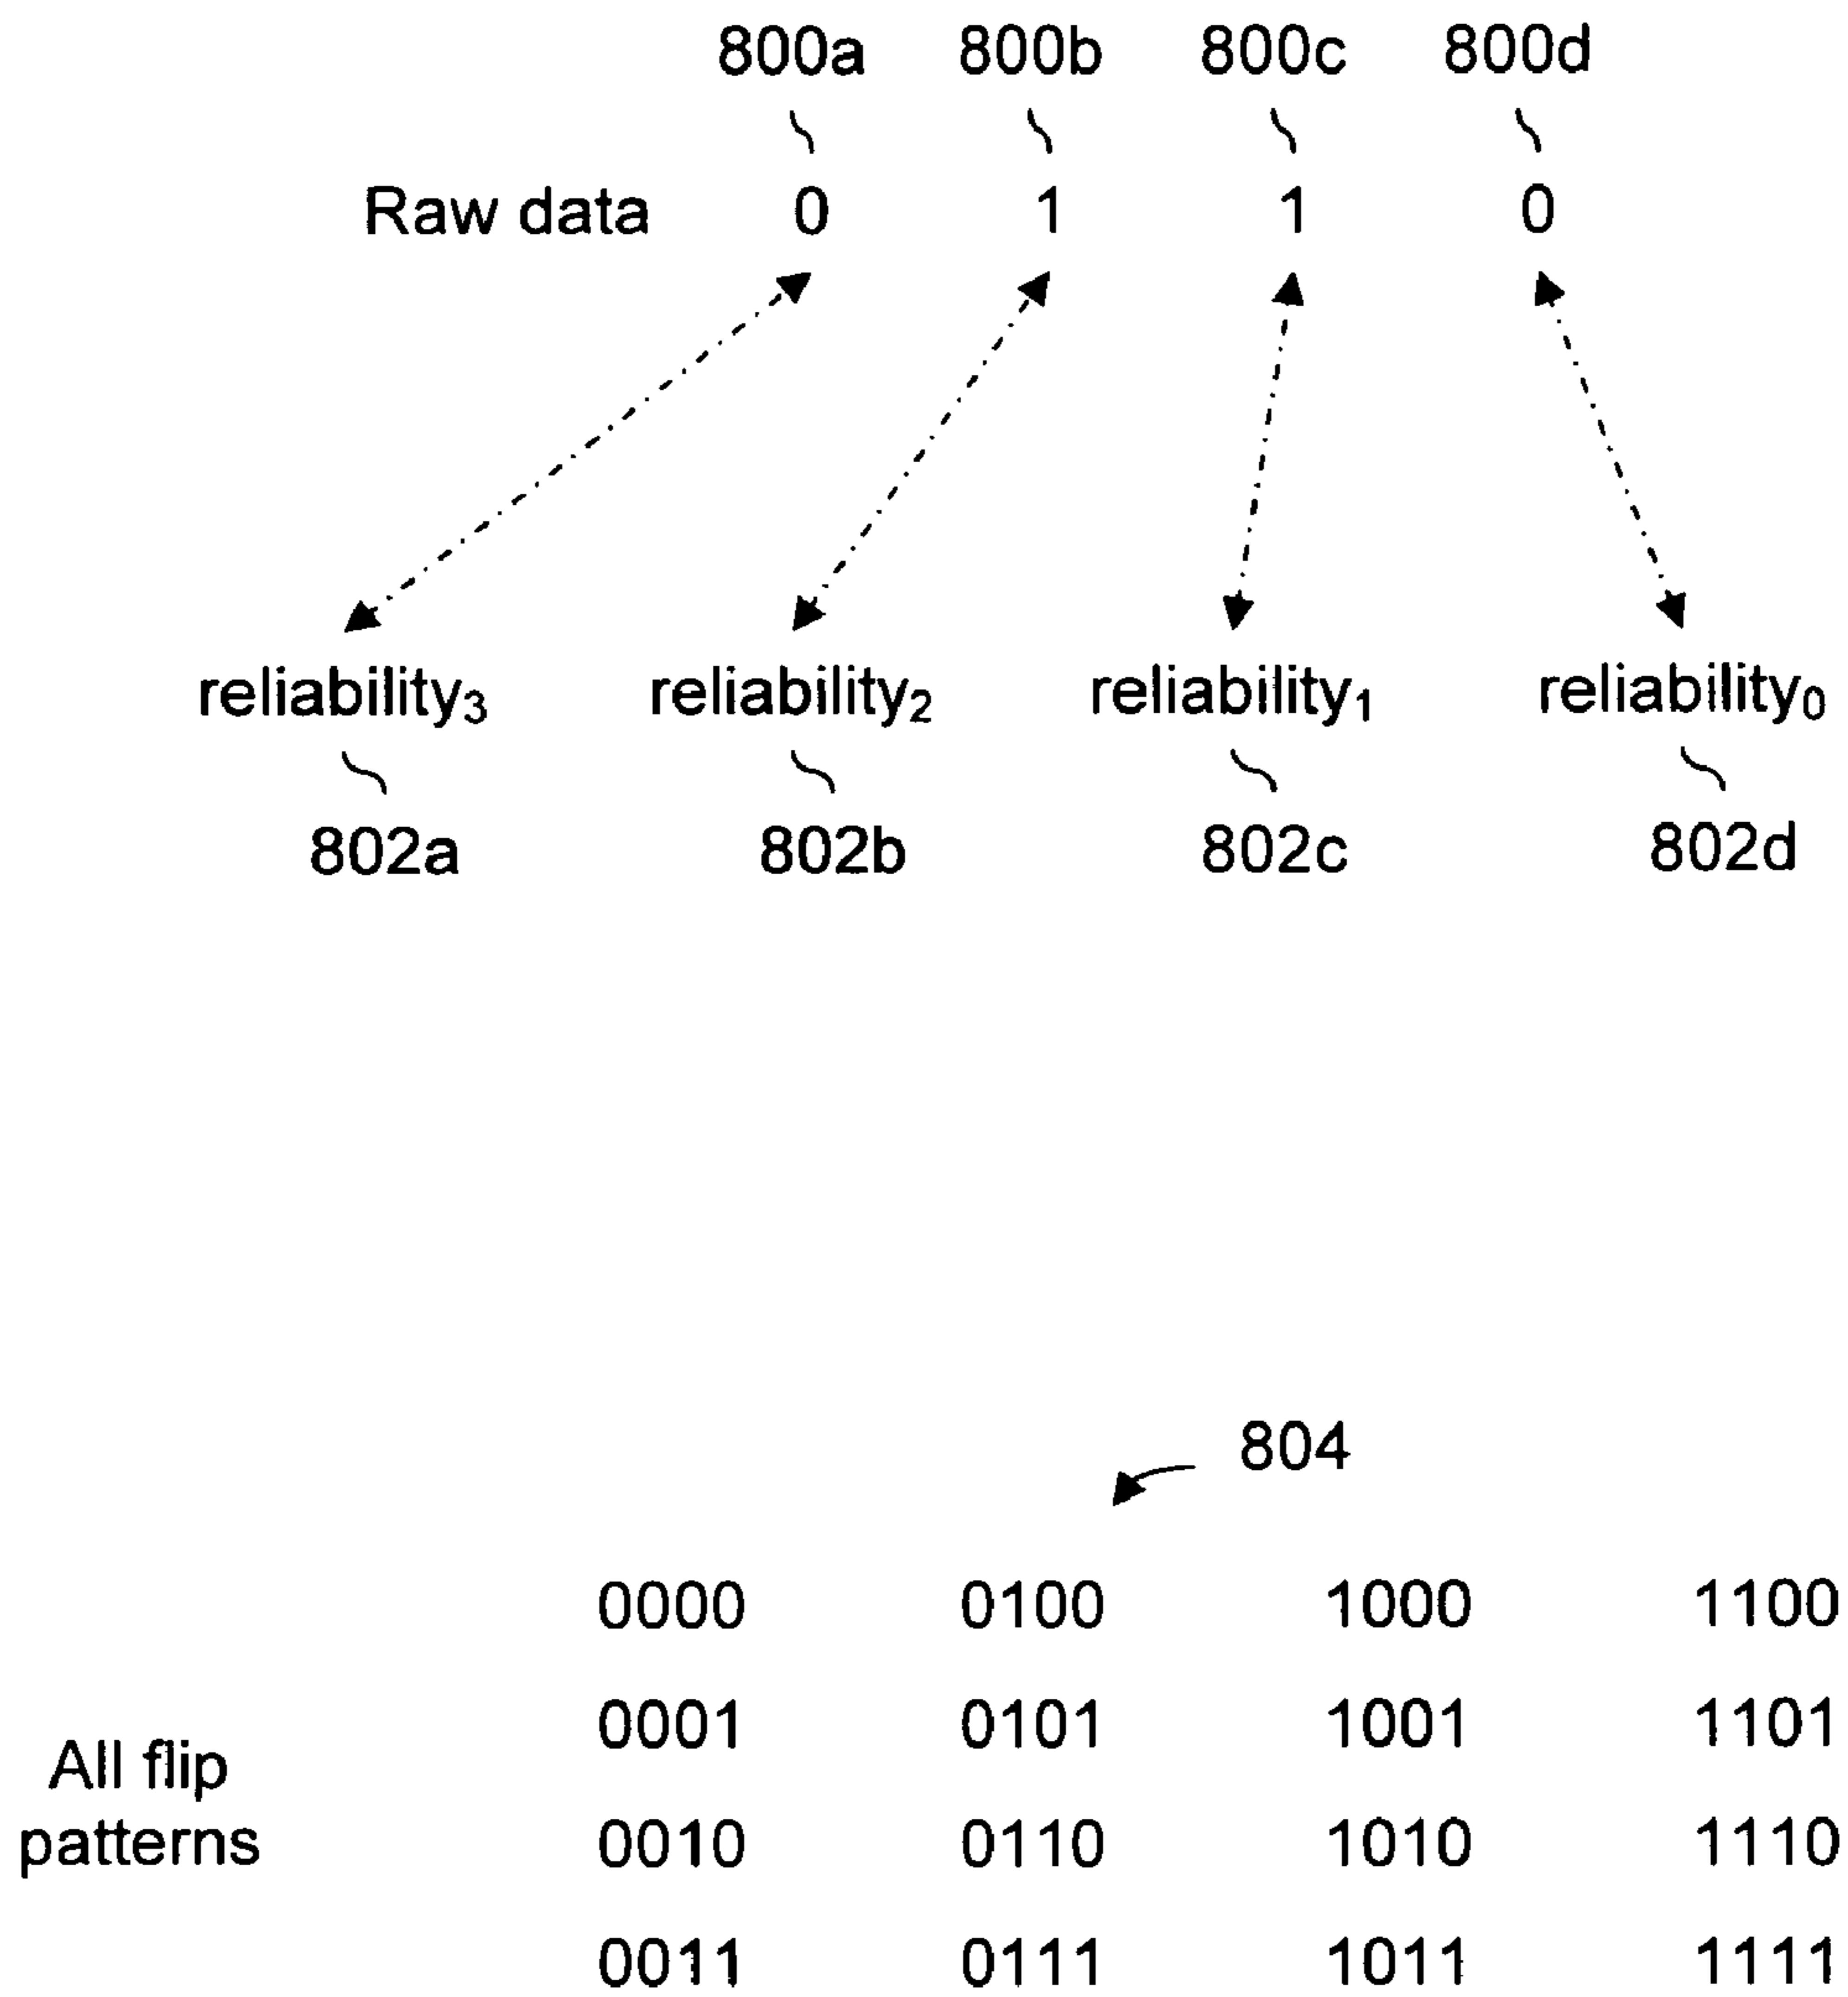 800a 800b 800c 800d
Raw data 0 1 1 0
reliability₃ reliability₂ reliability₁ reliability₀
802a 802b 802c 802d
804
0000 0100 1000 1100
0001 0101 1001 1101
All flip
patterns
0010 0110 1010 1110
0011 0111 1011 1111